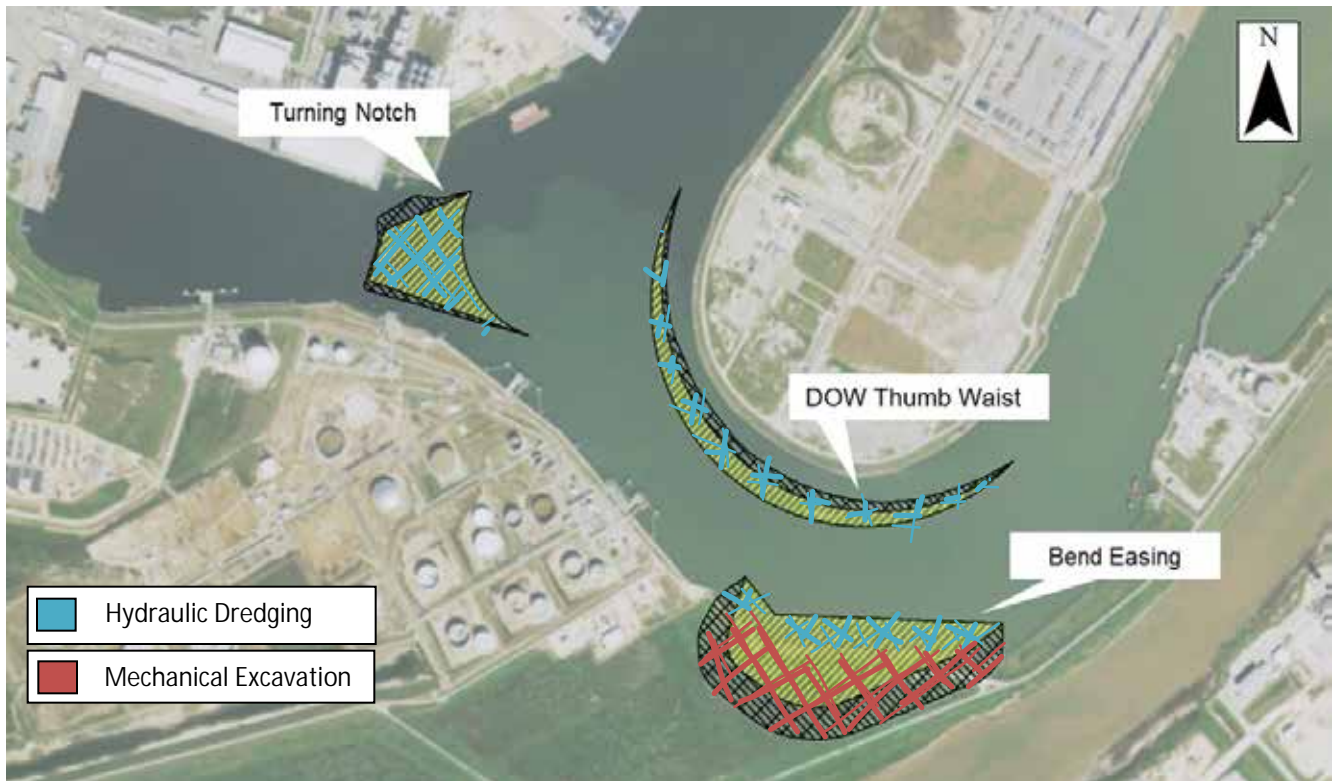 N
Turning Notch
DOW Thumb Waist
Bend Easing
Hydraulic Dredging
Mechanical Excavation